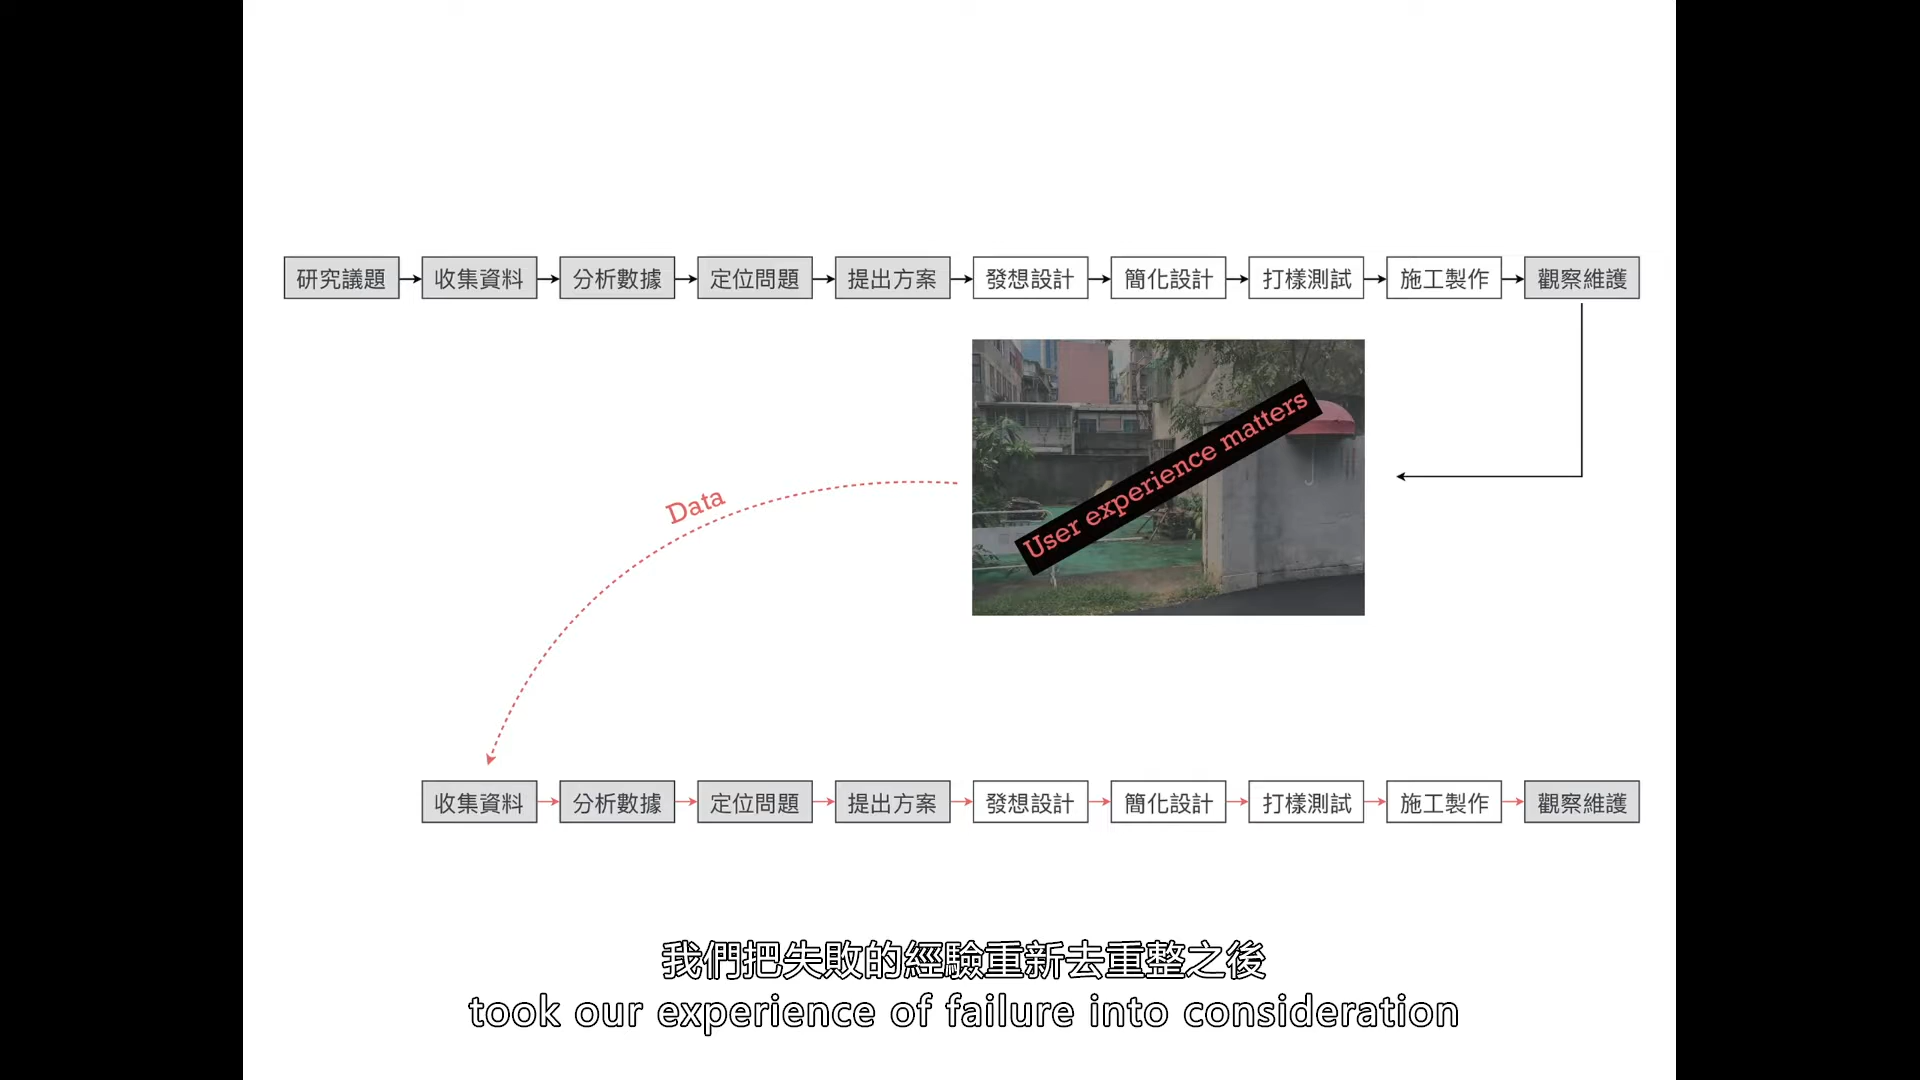 研究議題
收集資料
分析數據
定位問題
提出方案
發想設計
簡化設計
打樣測試
施工製作
觀察維護
User experience matters
Data
收集資料
分析數據
定位問題
提出方案
發想設計
簡化設計
打樣測試
施工製作
觀察維護
我們把失敗的經驗重新去重整之後
took our experience of failure into consideration